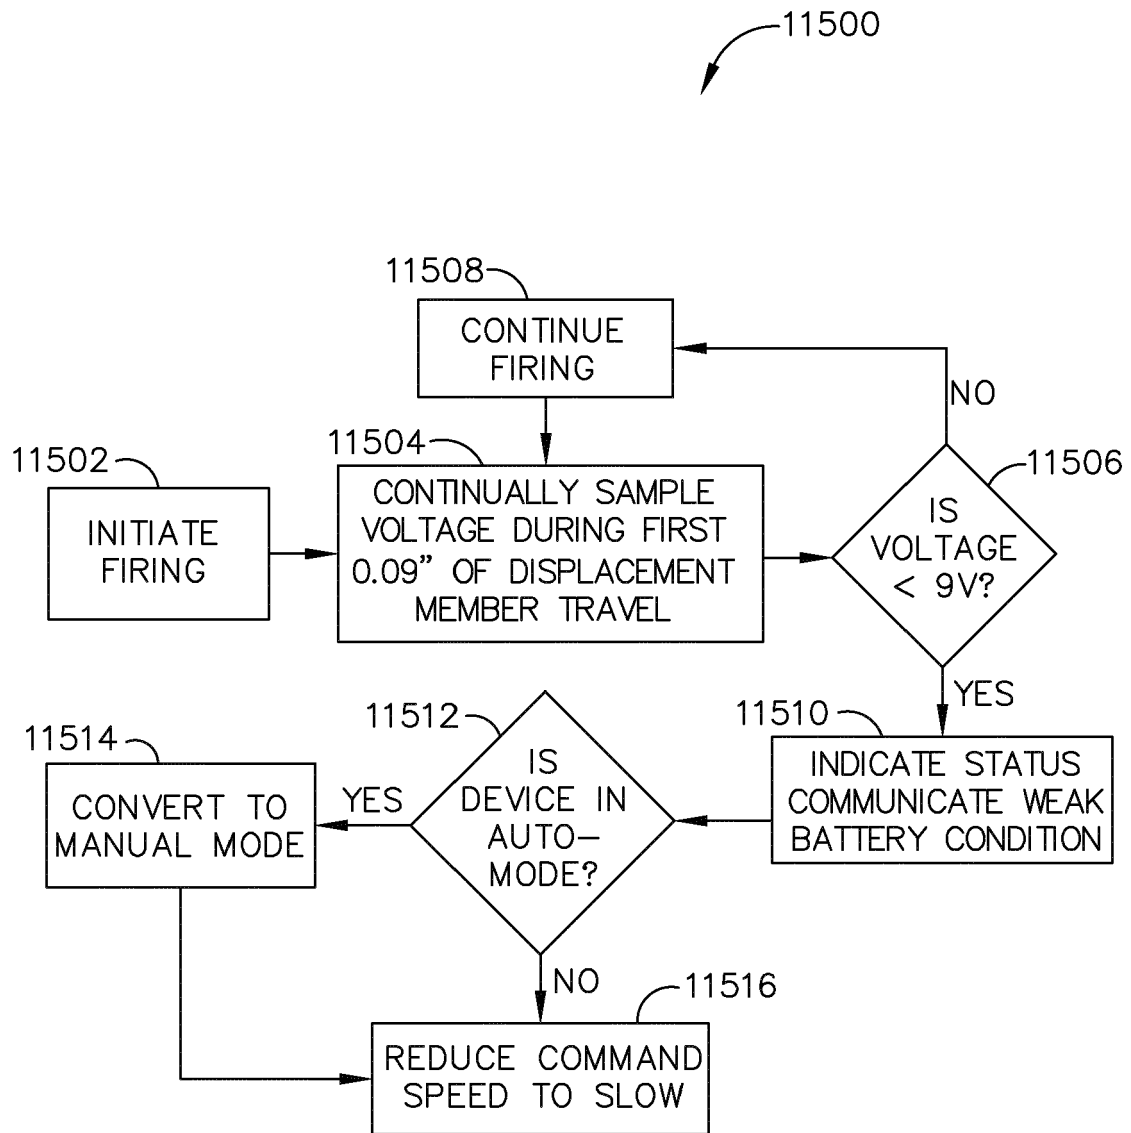 11500
11508
CONTINUE
FIRING
NO
11502
INITIATE
FIRING
11504
CONTINUALLY SAMPLE
VOLTAGE DURING FIRST
0.09” OF DISPLACEMENT
MEMBER TRAVEL
11506
IS
VOLTAGE
< 9V?
YES
11510
INDICATE STATUS
COMMUNICATE WEAK
BATTERY CONDITION
11512
IS
DEVICE IN
AUTO–
MODE?
YES
11514
CONVERT TO
MANUAL MODE
NO
11516
REDUCE COMMAND
SPEED TO SLOW